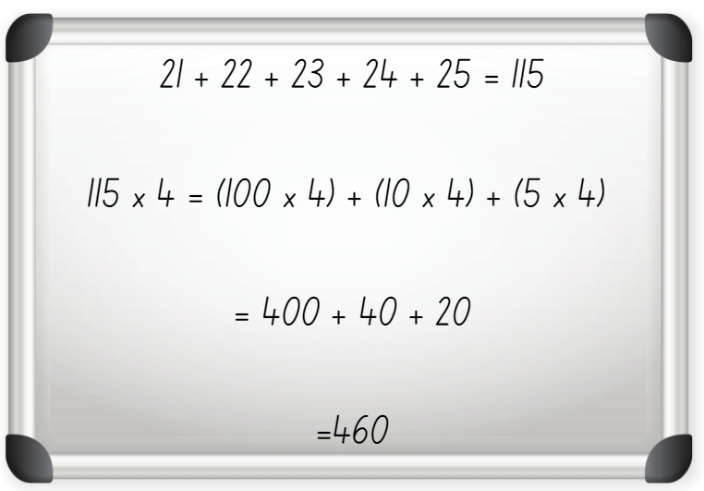 21 + 22 + 23 + 24 + 25 = 115
115 x 4 = (100 x 4) + (10 x 4) + (5 x 4)
= 400 + 40 + 20
=460